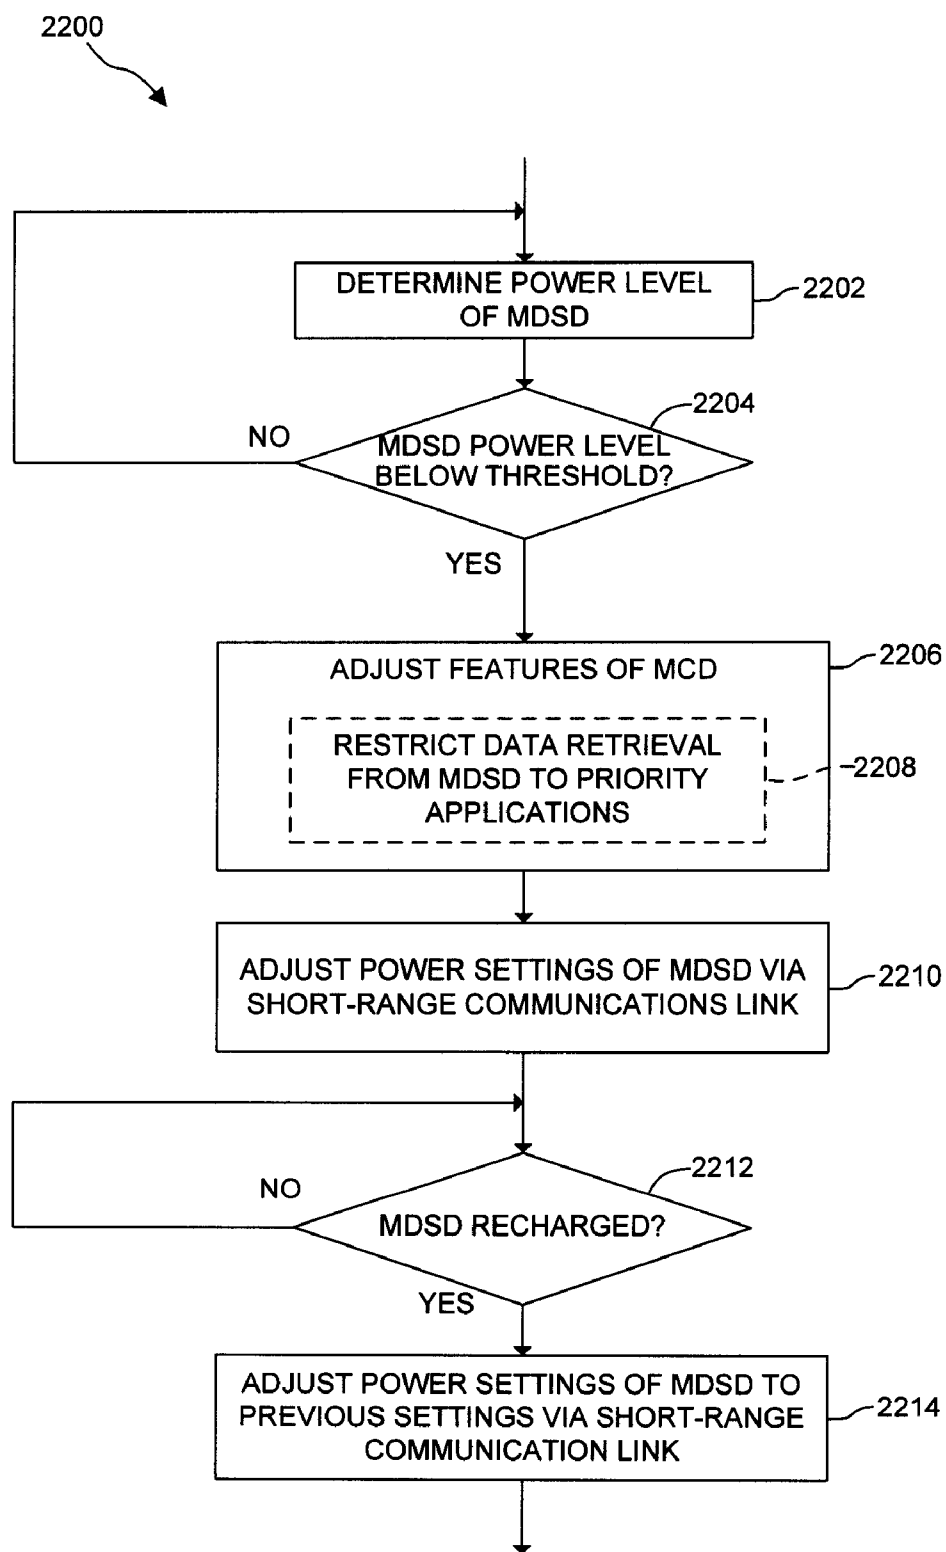 2200
DETERMINE POWER LEVEL
OF MDSD
2202
2204
MDSD POWER LEVEL
BELOW THRESHOLD?
NO
YES
2206
ADJUST FEATURES OF MCD
RESTRICT DATA RETRIEVAL
FROM MDSD TO PRIORITY
APPLICATIONS
2208
ADJUST POWER SETTINGS OF MDSD VIA
SHORT-RANGE COMMUNICATIONS LINK
2210
2212
NO
MDSD RECHARGED?
YES
ADJUST POWER SETTINGS OF MDSD TO
PREVIOUS SETTINGS VIA SHORT-RANGE
COMMUNICATION LINK
2214